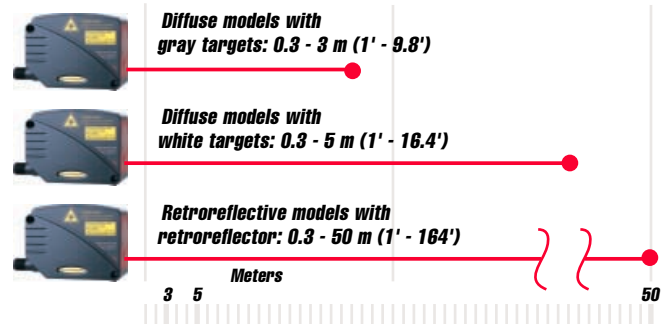 Diffuse models with
gray targets: 0.3 - 3 m (1' - 9.8')
Diffuse models with
white targets: 0.3 - 5 m (1' - 16.4')
Retroreflective models with
retroreflector: 0.3 - 50 m (1' - 164')
Meters
3 5 50